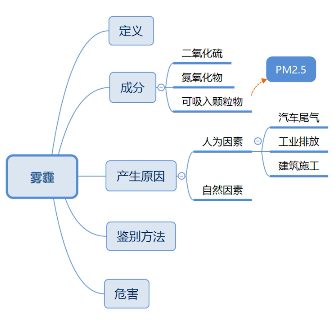 雾霾
定义
成分
二氧化硫
氮氧化物
可吸入颗粒物
PM2.5
产生原因
人为因素
汽车尾气
工业排放
建筑施工
自然因素
鉴别方法
危害